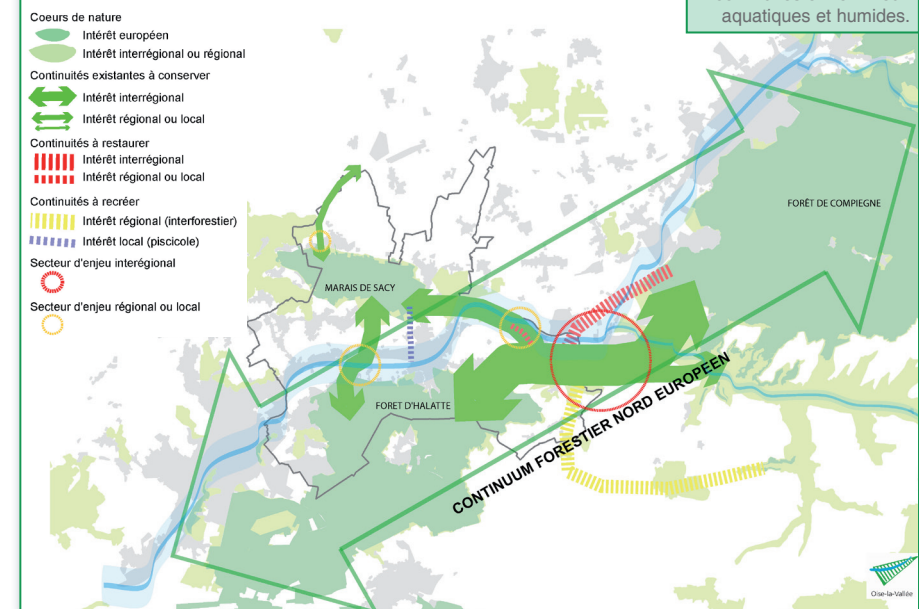 aquatiques et humides.
Coeurs de nature
Intérêt européen
Intérêt interrégional ou régional
Continuités existantes à conserver
Intérêt interrégional
Intérêt régional ou local
Continuités à restaurer
Intérêt interrégional
Intérêt régional ou local
Continuités à recréer
Intérêt régional (interforestier)
Intérêt local (piscicole)
Secteur d'enjeu interégional
Secteur d'enjeu régional ou local
FORÊT DE COMPIEGNE
MARAIS DE SACY
FORET D'HALATTE
CONTINUUM FORESTIER NORD EUROPEEN
Oise-la-Vallée